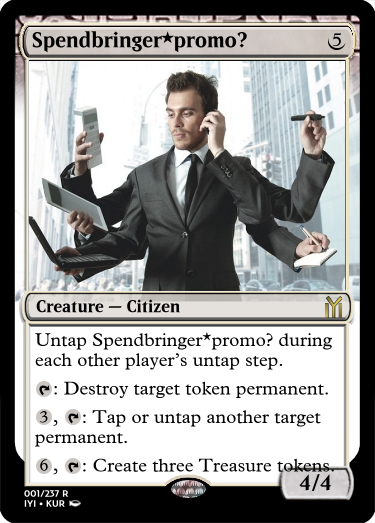 Spendbringer★promo? 5
Creature — Citizen
Untap Spendbringer★promo? during
each other player's untap step.
: Destroy target token permanent.
3, : Tap or untap another target
permanent.
6, : Create three Treasure tokens.
4/4
001/237 R
IYI • KUR